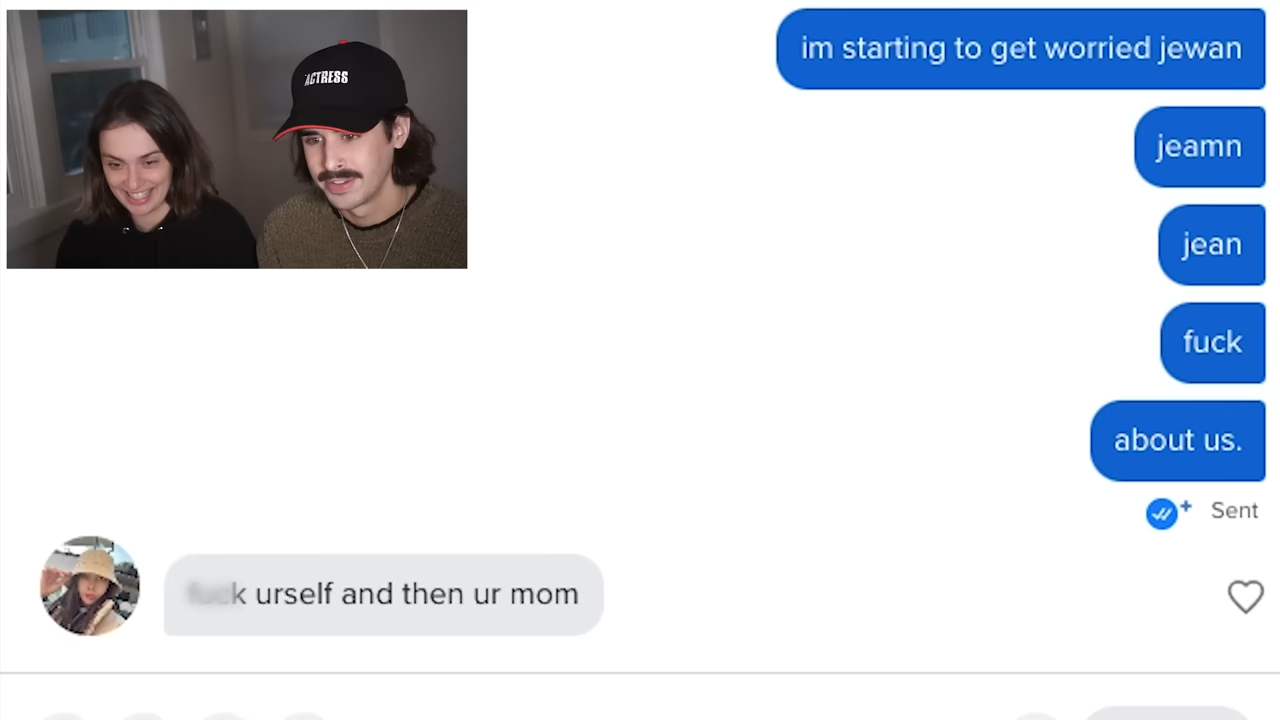 ACTRESS
im starting to get worried jewan
jeamn
jean
fuck
about us.
Sent
k urself and then ur mom